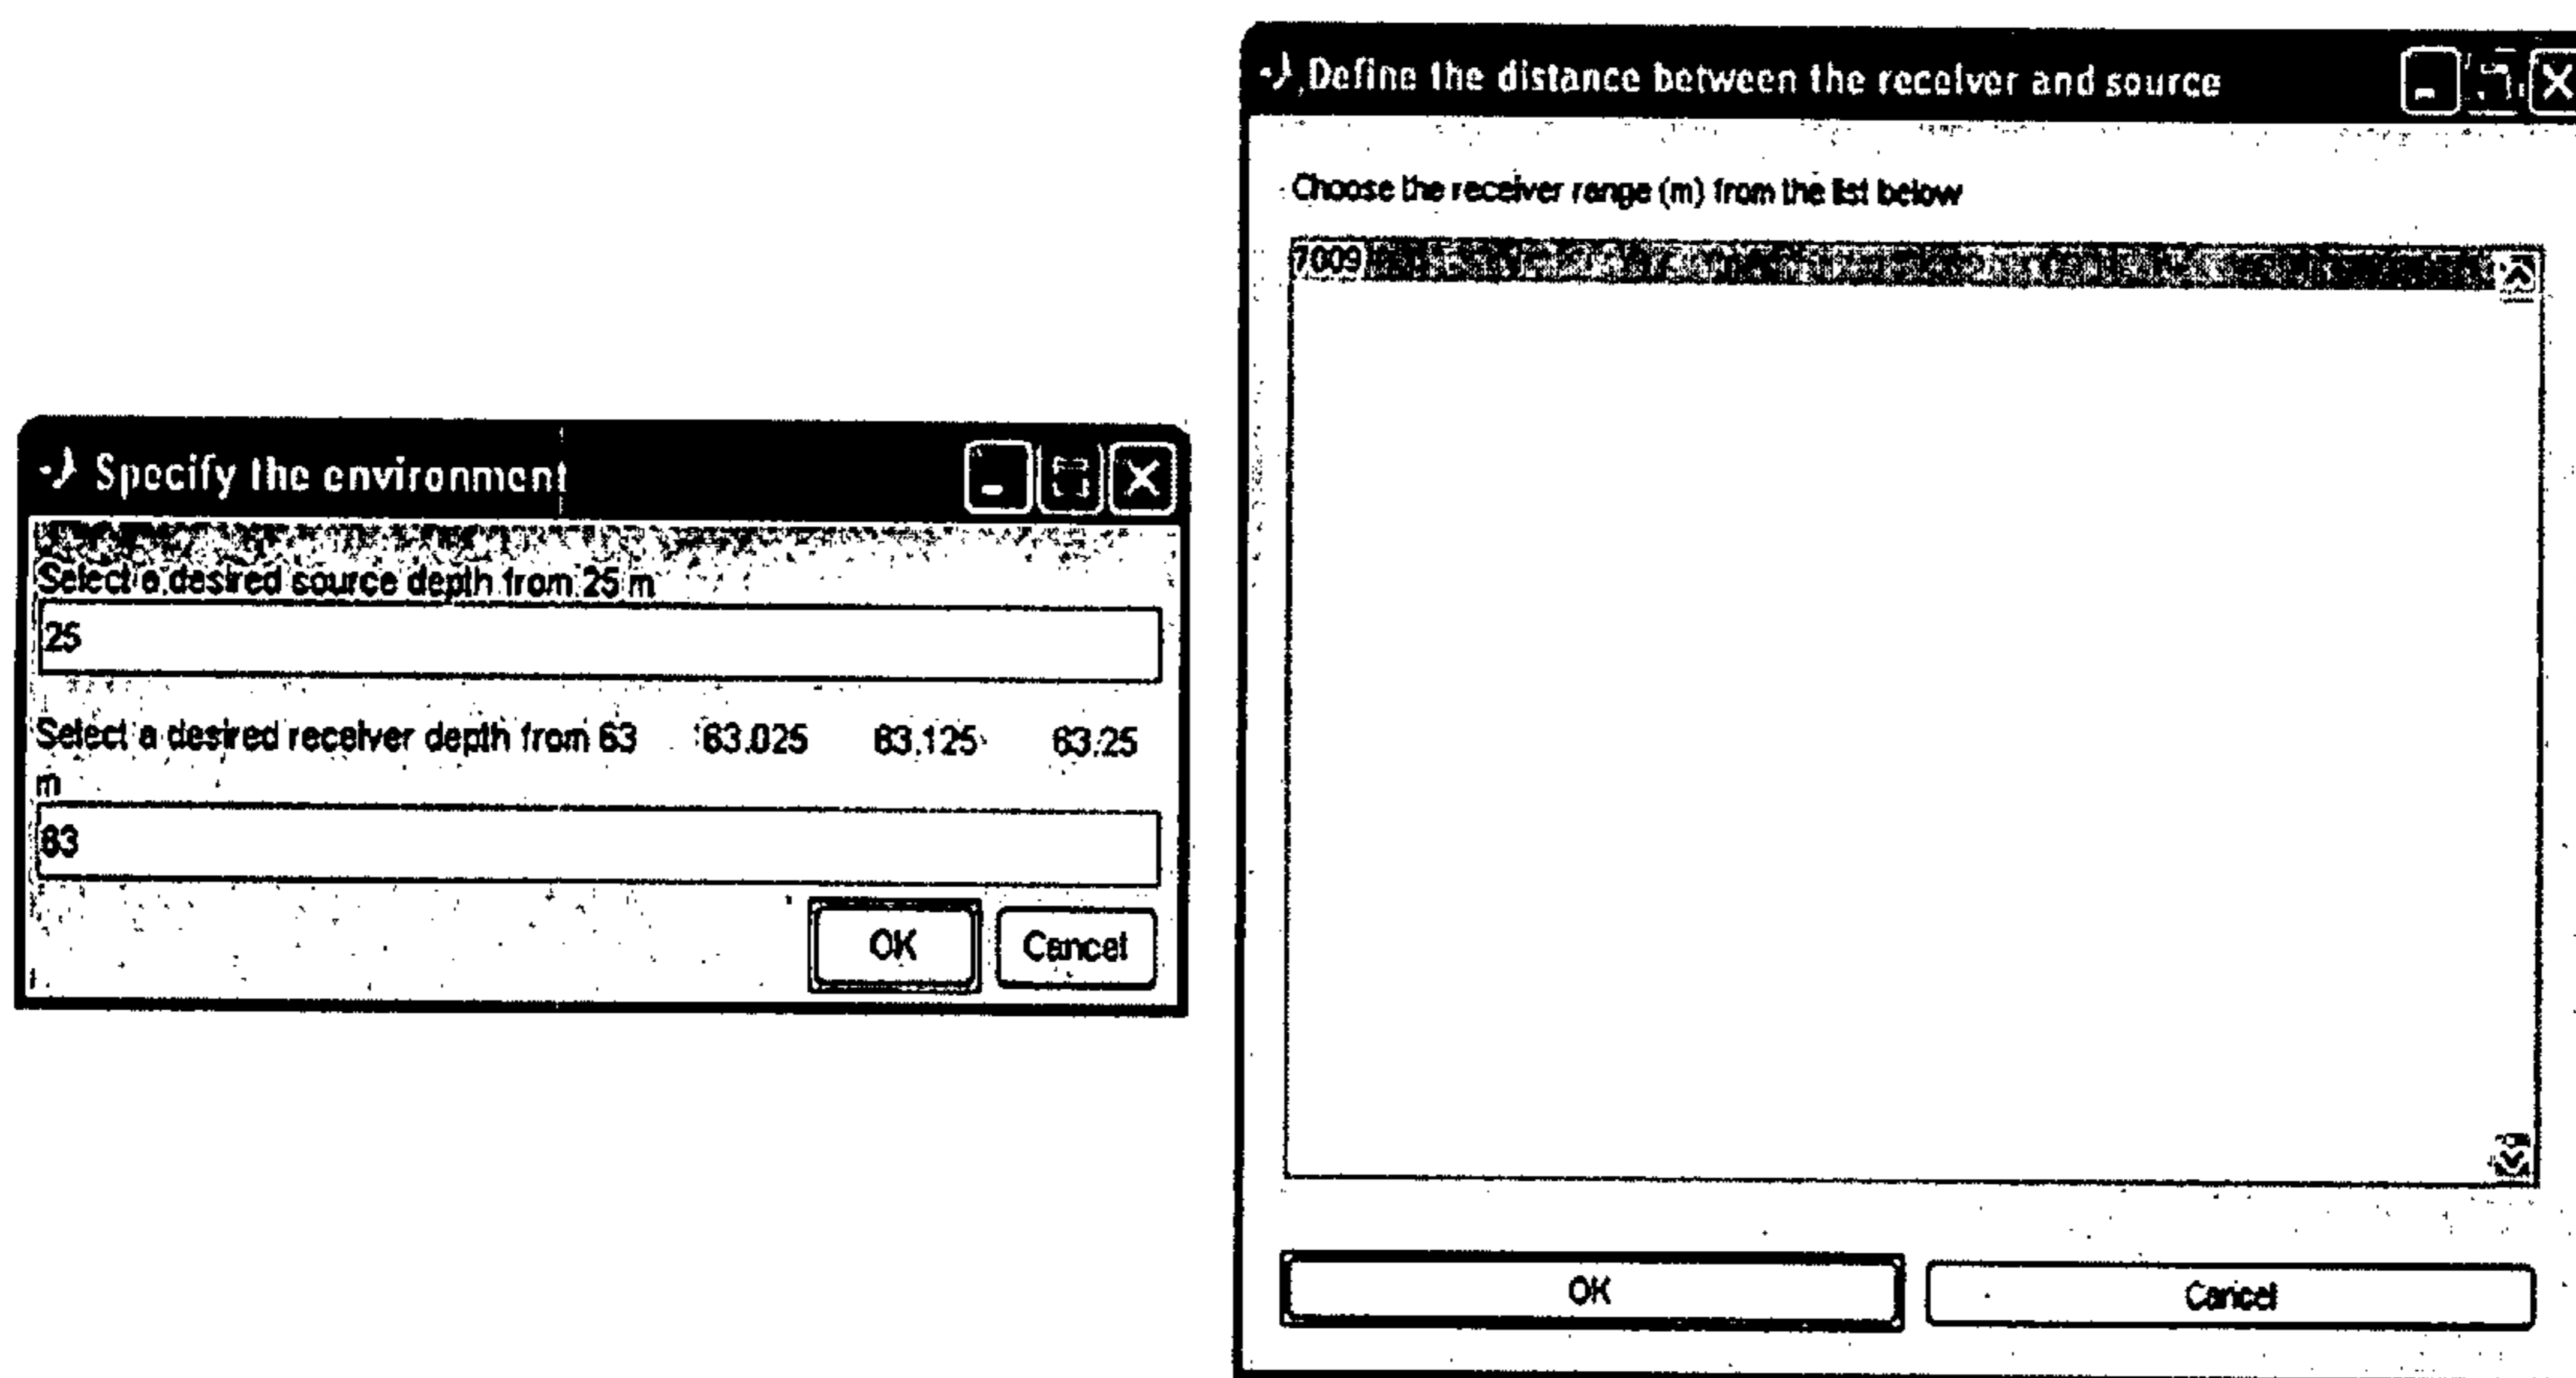 Specify the environment
Select a desired source depth from 25 m
25
Select a desired receiver depth from 63 63.025 63.125 63.25
m
63
OK Cancel
Define the distance between the receiver and source
Choose the receiver range (m) from the list below
7009
OK Cancel